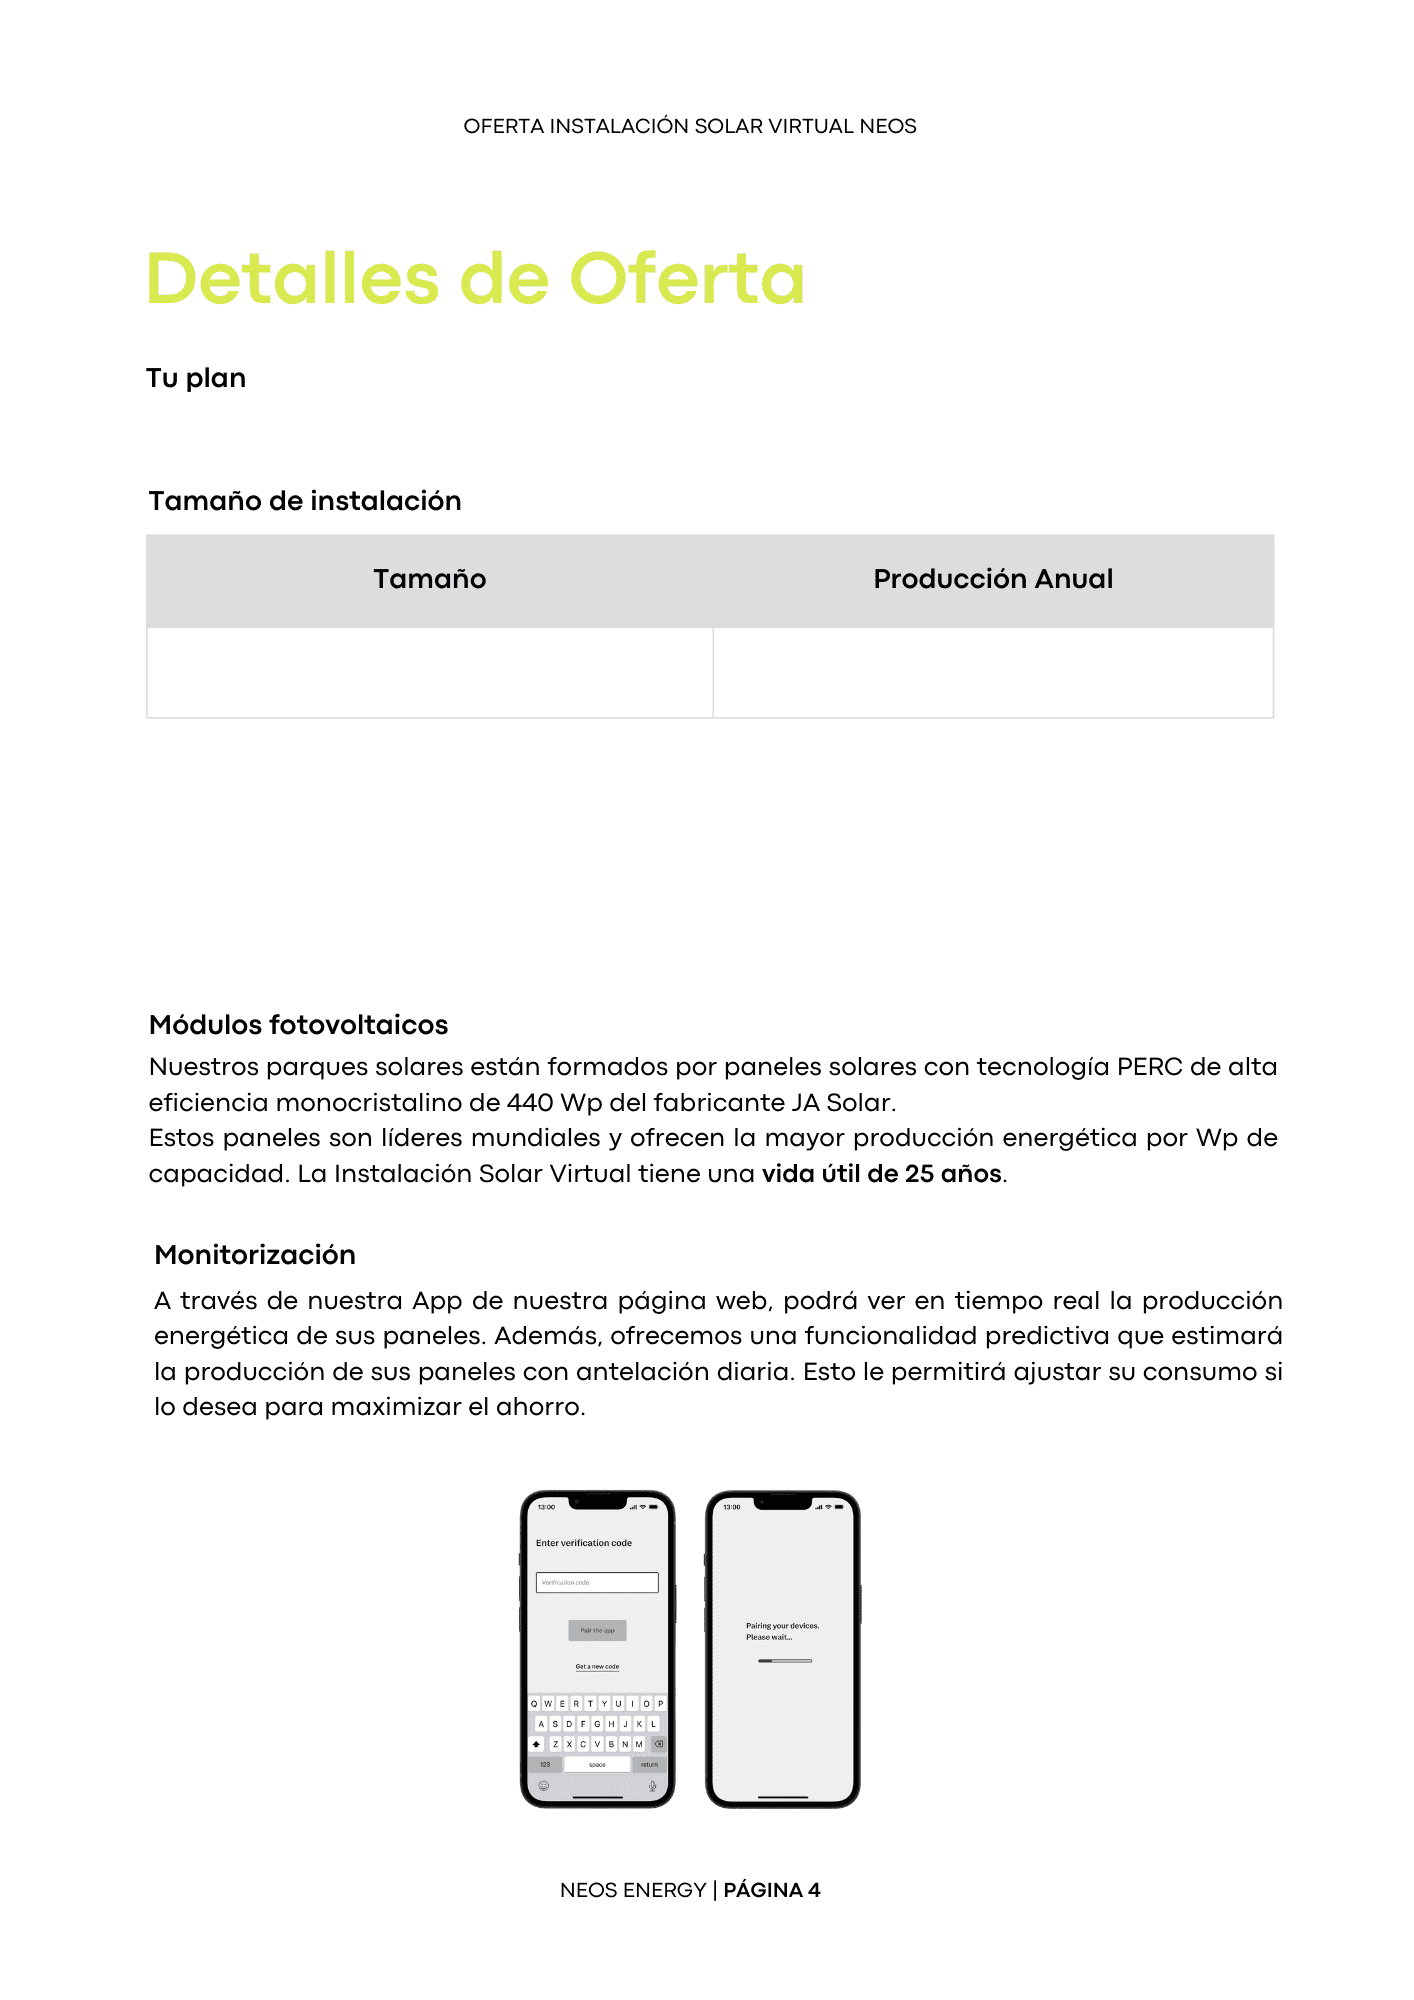 OFERTA INSTALACIÓN SOLAR VIRTUAL NEOS
Detalles de Oferta
Tu plan
Tamaño de instalación
Tamaño Producción Anual
Módulos fotovoltaicos
Nuestros parques solares están formados por paneles solares con tecnología PERC de alta
eficiencia monocristalino de 440 Wp del fabricante JA Solar.
Estos paneles son líderes mundiales y ofrecen la mayor producción energética por Wp de
capacidad. La Instalación Solar Virtual tiene una vida útil de 25 años.
Monitorización
A través de nuestra App de nuestra página web, podrá ver en tiempo real la producción
energética de sus paneles. Además, ofrecemos una funcionalidad predictiva que estimará
la producción de sus paneles con antelación diaria. Esto le permitirá ajustar su consumo si
lo desea para maximizar el ahorro.
13:00
Enter verification code
Verification code
Pair the app
Get a new code
Q W E R T Y U I O P
A S D F G H J K L
Z X C V B N M
123 space return
13:00
Pairing your devices.
Please wait...
NEOS ENERGY | PÁGINA 4